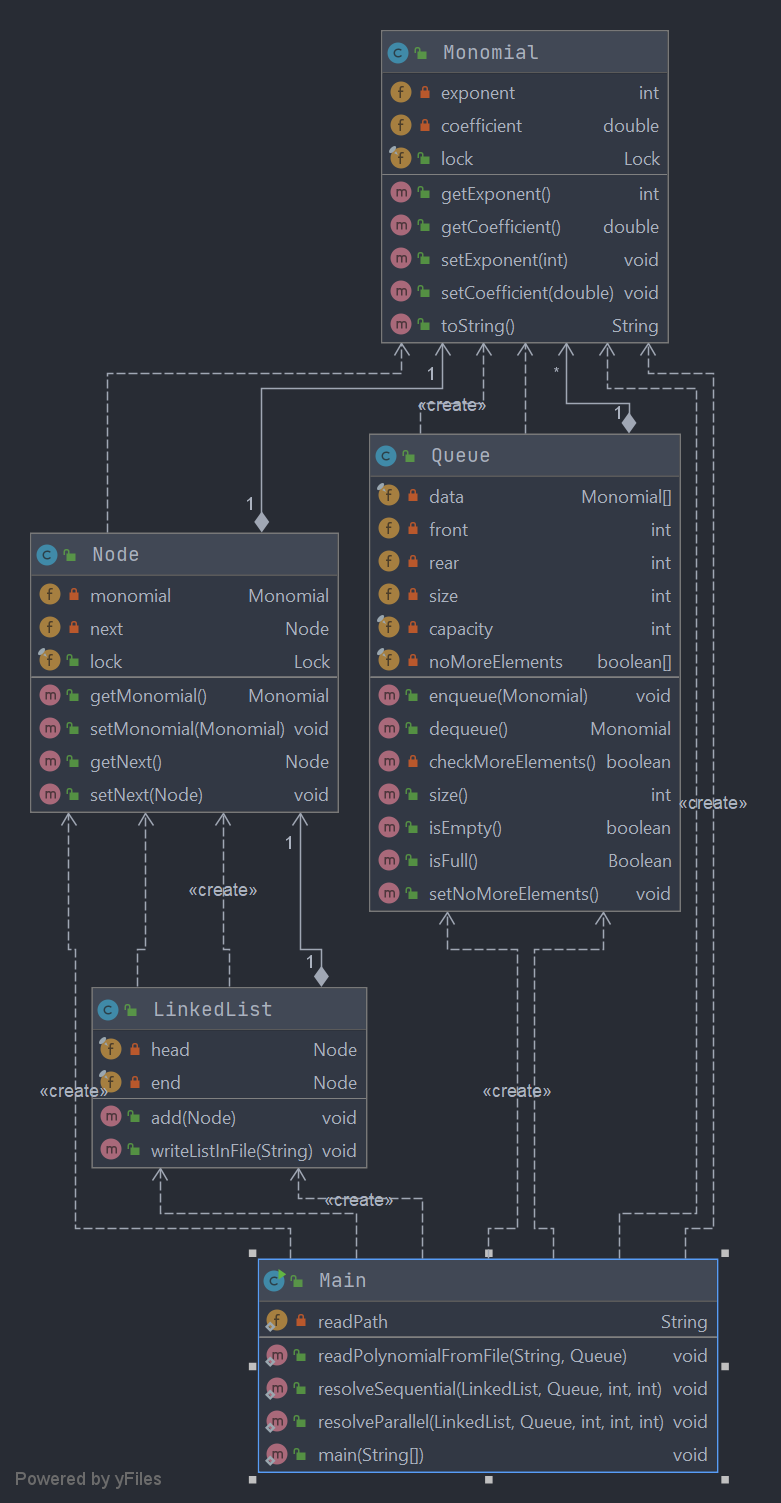 Monomial
exponent int
coefficient double
lock Lock
getExponent() int
getCoefficient() double
setExponent(int) void
setCoefficient(double) void
toString() String
1
*
«create»
1
Queue
data Monomial[]
front int
rear int
size int
capacity int
noMoreElements boolean[]
enqueue(Monomial) void
dequeue() Monomial
checkMoreElements() boolean
size() int
isEmpty() boolean
isFull() Boolean
setNoMoreElements() void
1
Node
monomial Monomial
next Node
lock Lock
getMonomial() Monomial
setMonomial(Monomial) void
getNext() Node
setNext(Node) void
«create»
1
«create»
1
LinkedList
head Node
end Node
add(Node) void
writeListInFile(String) void
«create»
«create»
«create»
Main
readPath String
readPolynomialFromFile(String, Queue) void
resolveSequential(LinkedList, Queue, int, int) void
resolveParallel(LinkedList, Queue, int, int, int) void
main(String[]) void
Powered by yFiles